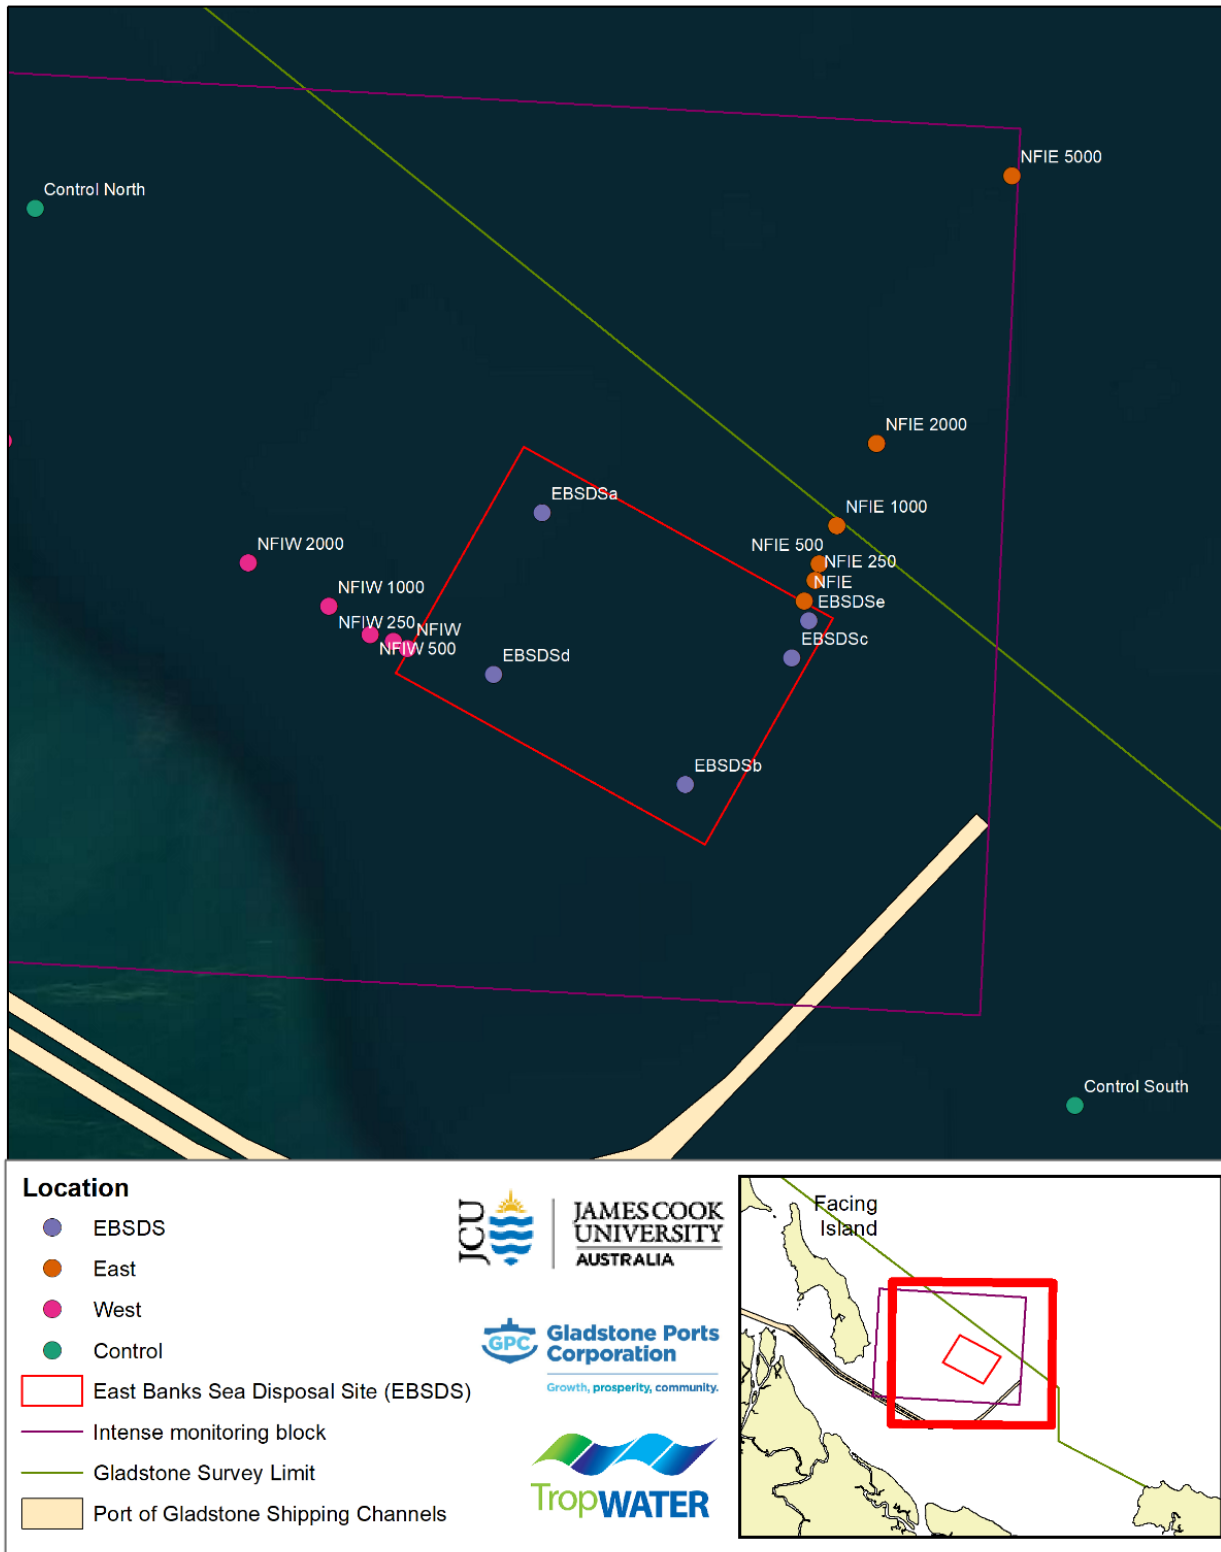 NFIE 5000
Control North
NFIE 2000
EBSDSa
NFIE 1000
NFIE 500
NFIW 2000
NFIE 250
NFIE
NFIW 1000
EBSDSe
NFIW 250
NFIW
EBSDSc
NFIW 500
EBSDSd
EBSDSb
Control South
Location
EBSDS
East
West
Control
East Banks Sea Disposal Site (EBSDS)
Intense monitoring block
Gladstone Survey Limit
Port of Gladstone Shipping Channels
JCU
JAMES COOK
UNIVERSITY
AUSTRALIA
GPC
Gladstone Ports
Corporation
Growth, prosperity, community.
TropWATER
Facing
Island